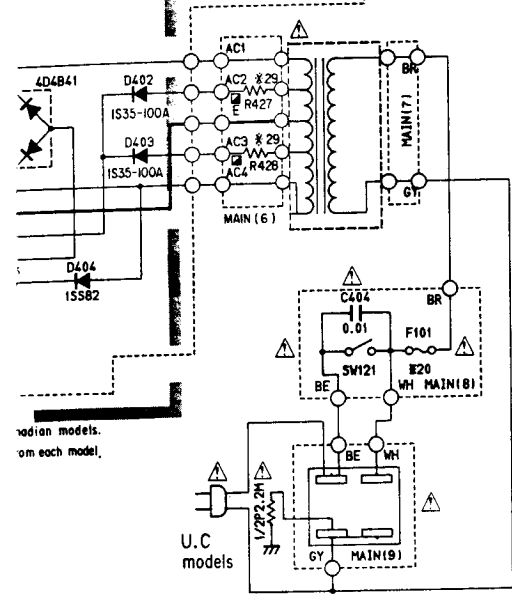 AC1
4D4B41
D402
AC2 ※29
BR
1S35-100A
E R427
MAIN(7)
D403
AC3 ※29
1S35-100A
R428
AC4
GY
MAIN(6)
D404
1SS82
C404
BR
0.01
F101
SW121
※20
BE
WH MAIN(8)
adian models.
om each model,
BE WH
1/2P2.2M
U.C
models
GY MAIN(9)